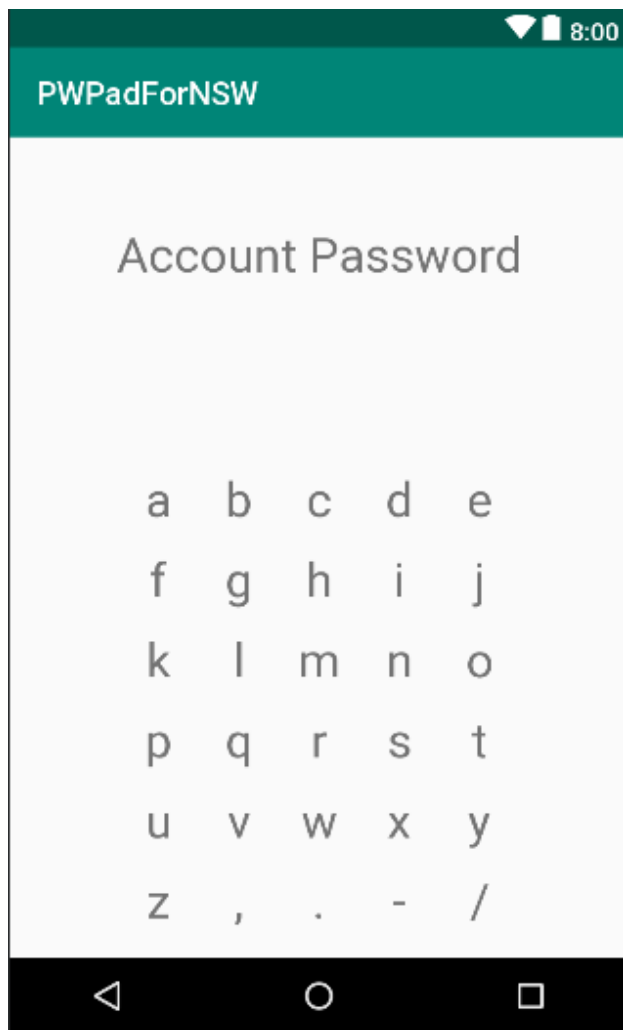 8:00
PWPadForNSW
Account Password
a b c d e
f g h i j
k l m n o
p q r s t
u v w x y
z , . - /